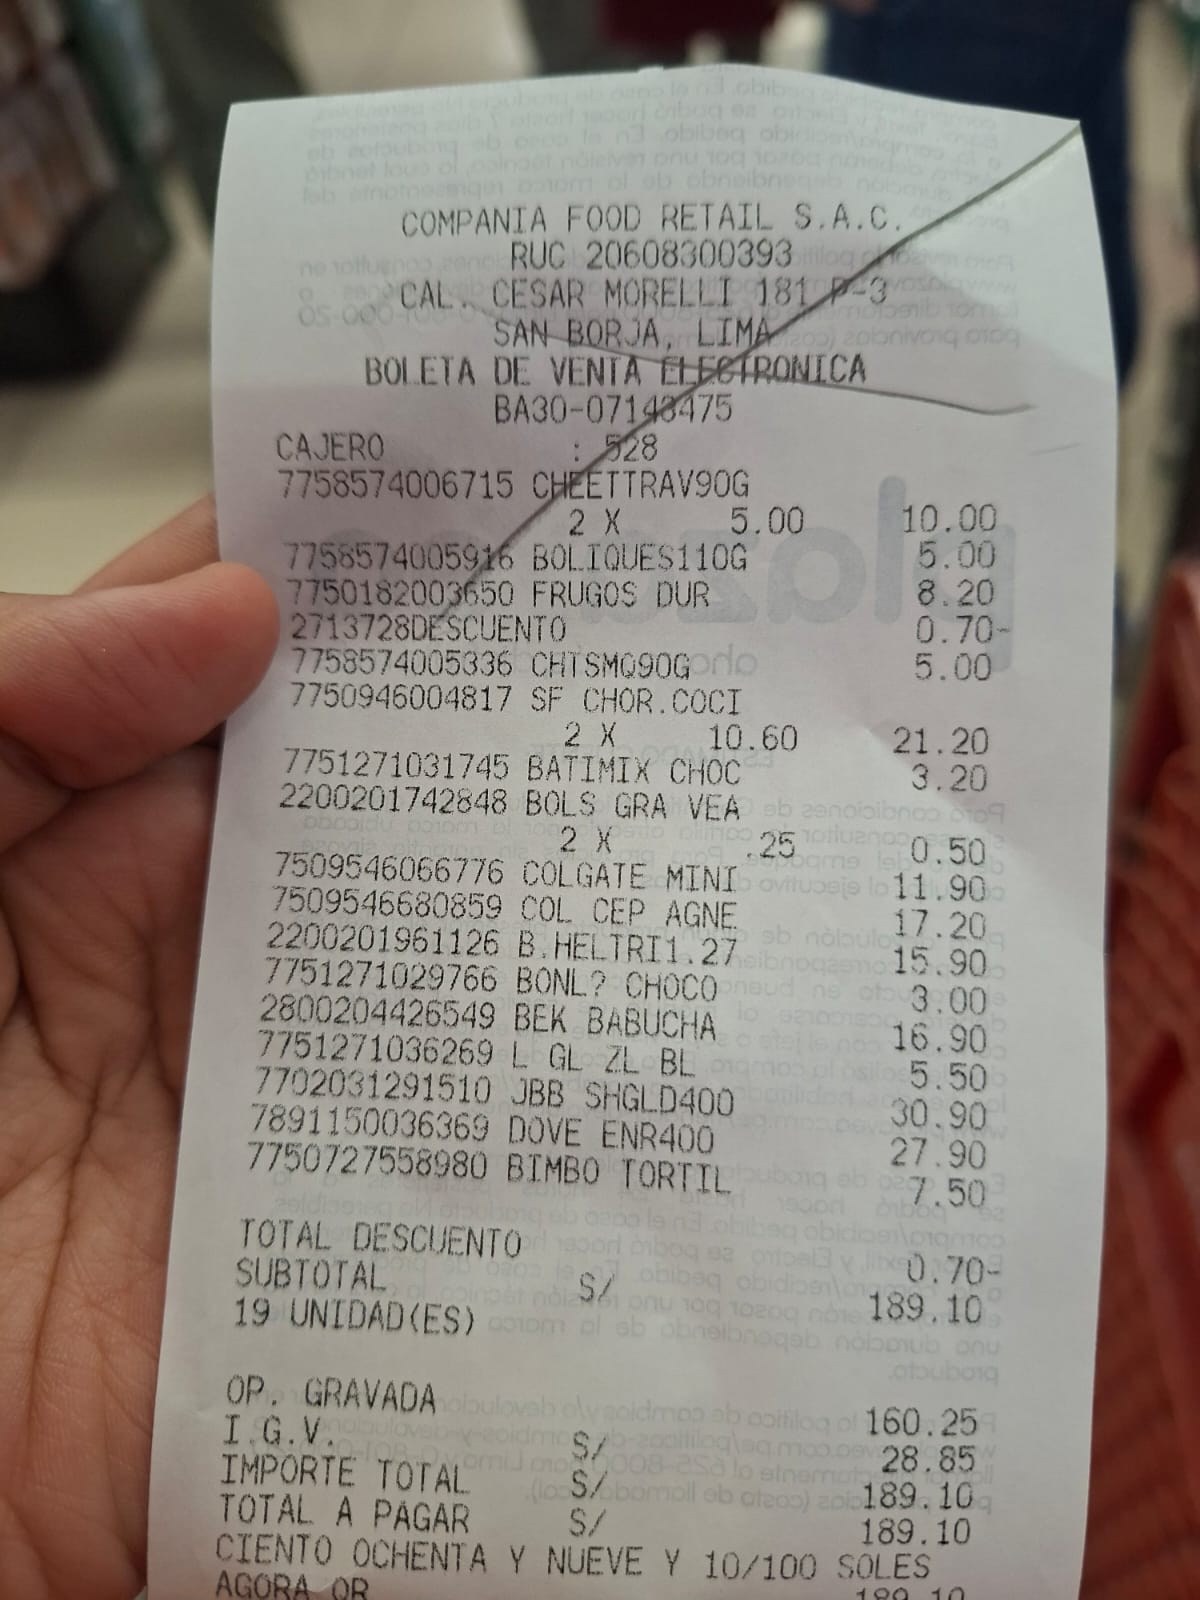 COMPANIA FOOD RETAIL S.A.C.
RUC 20608300393
CAL. CESAR MORELLI 181 P-3
SAN BORJA, LIMA
BOLETA DE VENTA ELECTRONICA
BA30-07143475
CAJERO : 528
7758574006715 CHEETTRAV90G
2 X 5.00 10.00
7758574005916 BOLIQUES110G 5.00
7750182003650 FRUGOS DUR 8.20
2713728DESCUENTO 0.70-
7758574005336 CHTSMQ90G 5.00
7750946004817 SF CHOR.COCI
2 X 10.60 21.20
7751271031745 BATIMIX CHOC 3.20
2200201742848 BOLS GRA VEA
2 X .25 0.50
7509546066776 COLGATE MINI 11.90
7509546680859 COL CEP AGNE 17.20
2200201961126 B.HELTRI1.27 15.90
7751271029766 BONL? CHOCO 3.00
2800204426549 BEK BABUCHA 16.90
7751271036269 L GL ZL BL 5.50
7702031291510 JBB SHGLD400 30.90
7891150036369 DOVE ENR400 27.90
7750727558980 BIMBO TORTIL 7.50
TOTAL DESCUENTO 0.70-
SUBTOTAL S/ 189.10
19 UNIDAD(ES)
OP. GRAVADA 160.25
I.G.V. S/ 28.85
IMPORTE TOTAL S/ 189.10
TOTAL A PAGAR S/ 189.10
CIENTO OCHENTA Y NUEVE Y 10/100 SOLES
AGORA OR 189.10